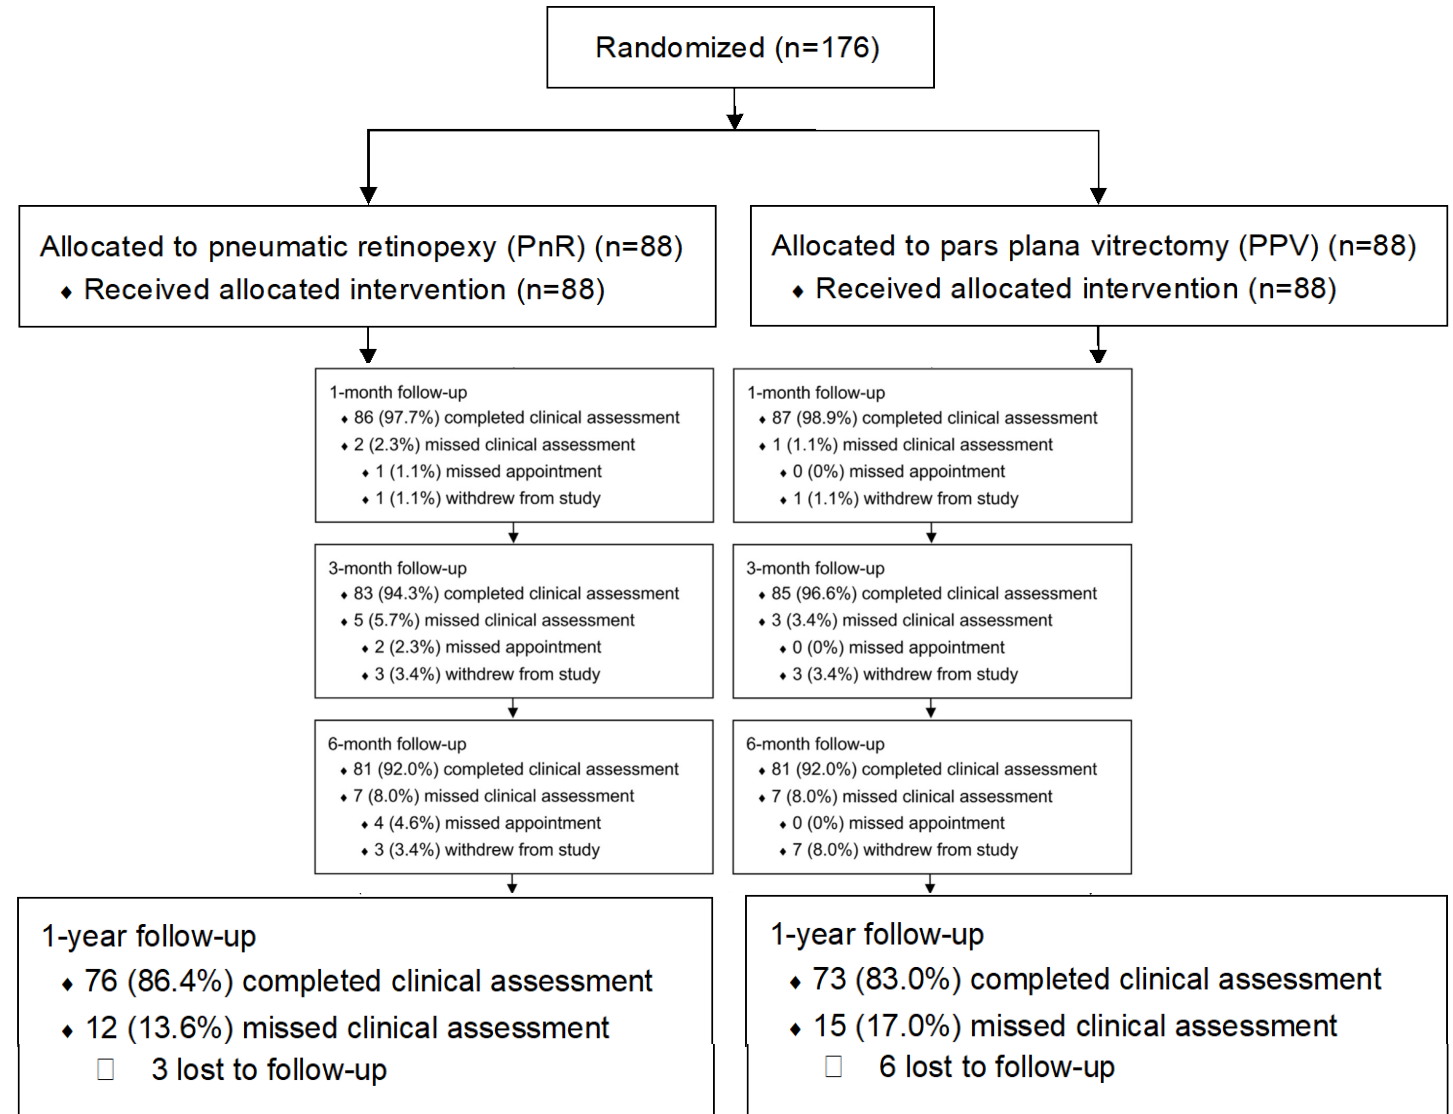 Randomized (n=176)
Allocated to pneumatic retinopexy (PnR) (n=88)
♦ Received allocated intervention (n=88)
Allocated to pars plana vitrectomy (PPV) (n=88)
♦ Received allocated intervention (n=88)
1-month follow-up
♦ 86 (97.7%) completed clinical assessment
♦ 2 (2.3%) missed clinical assessment
♦ 1 (1.1%) missed appointment
♦ 1 (1.1%) withdrew from study
1-month follow-up
♦ 87 (98.9%) completed clinical assessment
♦ 1 (1.1%) missed clinical assessment
♦ 0 (0%) missed appointment
♦ 1 (1.1%) withdrew from study
3-month follow-up
♦ 83 (94.3%) completed clinical assessment
♦ 5 (5.7%) missed clinical assessment
♦ 2 (2.3%) missed appointment
♦ 3 (3.4%) withdrew from study
3-month follow-up
♦ 85 (96.6%) completed clinical assessment
♦ 3 (3.4%) missed clinical assessment
♦ 0 (0%) missed appointment
♦ 3 (3.4%) withdrew from study
6-month follow-up
♦ 81 (92.0%) completed clinical assessment
♦ 7 (8.0%) missed clinical assessment
♦ 4 (4.6%) missed appointment
♦ 3 (3.4%) withdrew from study
6-month follow-up
♦ 81 (92.0%) completed clinical assessment
♦ 7 (8.0%) missed clinical assessment
♦ 0 (0%) missed appointment
♦ 7 (8.0%) withdrew from study
1-year follow-up
♦ 76 (86.4%) completed clinical assessment
♦ 12 (13.6%) missed clinical assessment
3 lost to follow-up
1-year follow-up
♦ 73 (83.0%) completed clinical assessment
♦ 15 (17.0%) missed clinical assessment
6 lost to follow-up